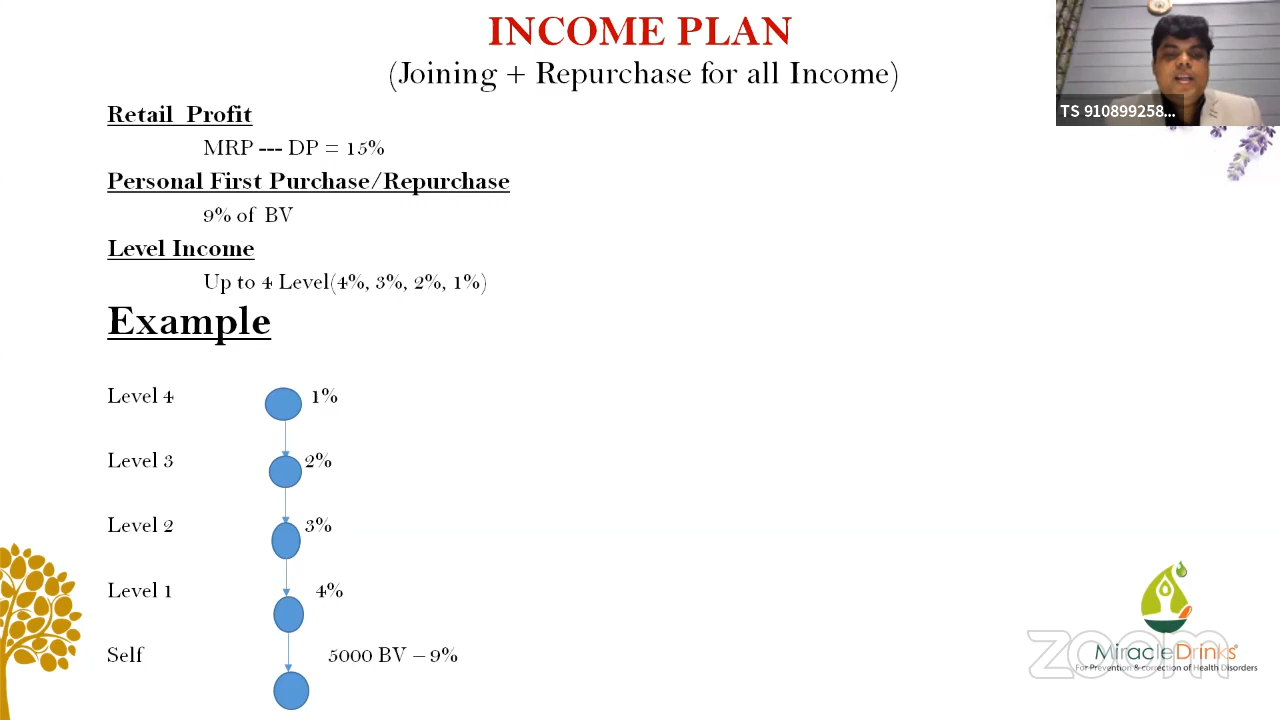 INCOME PLAN
(Joining + Repurchase for all Income)
TS 910899258...
Retail Profit
MRP --- DP = 15%
Personal First Purchase/Repurchase
9% of BV
Level Income
Up to 4 Level(4%, 3%, 2%, 1%)
Example
Level 4 1%
Level 3 2%
Level 2 3%
Level 1 4%
Self 5000 BV – 9%
zoom
MiracleDrinks
For Prevention & correction of Health Disorders